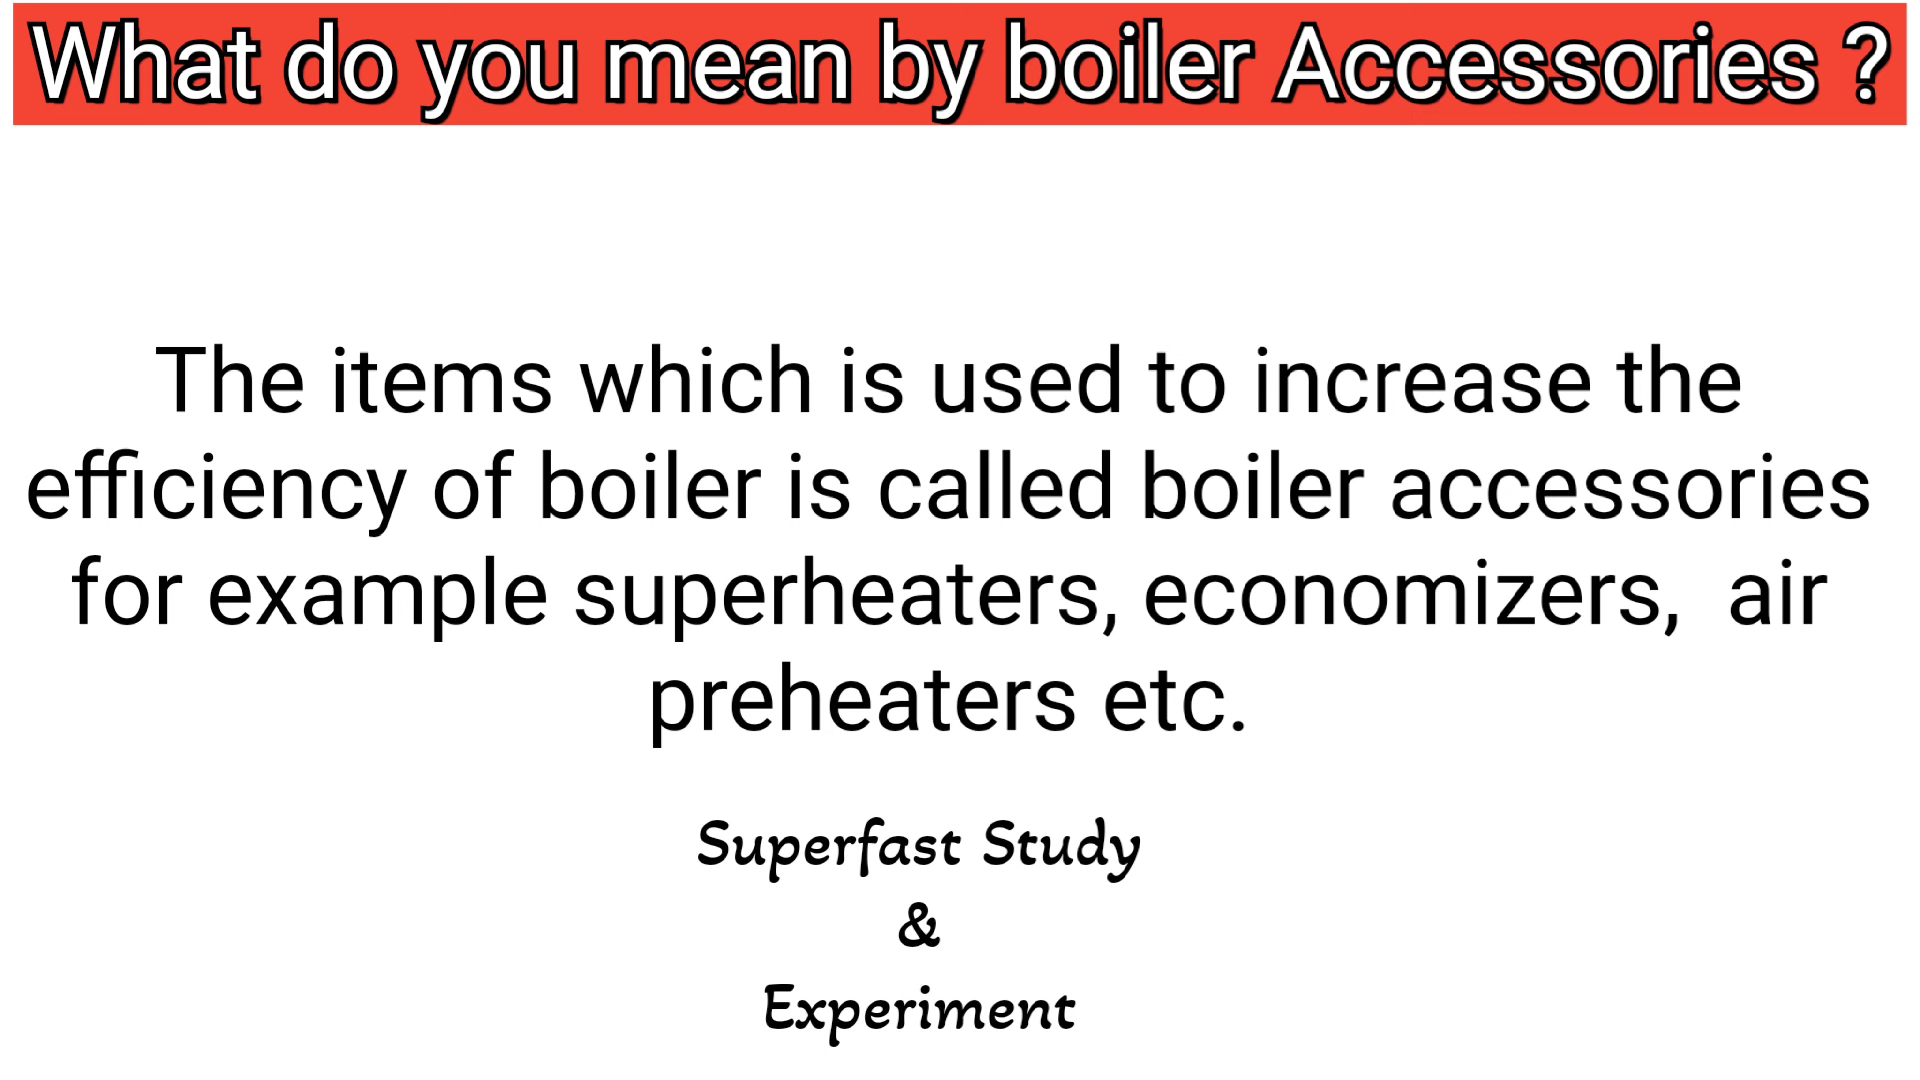 What do you mean by boiler Accessories ?
The items which is used to increase the
efficiency of boiler is called boiler accessories
for example superheaters, economizers,  air
preheaters etc.
Superfast Study
&
Experiment